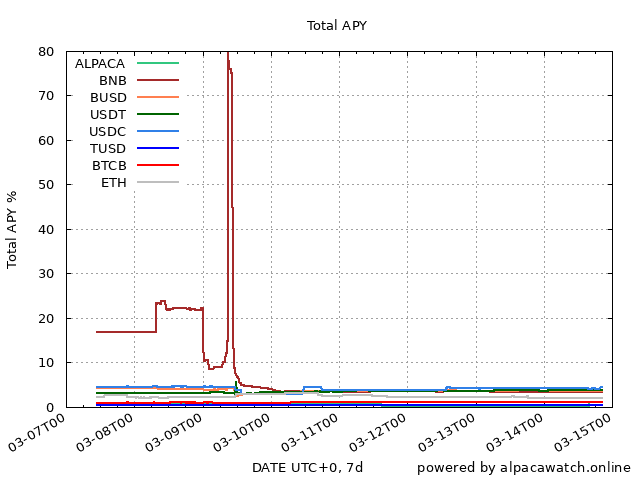 Total APY
80
70
60
50
40
30
20
10
0
Total APY %
ALPACA
BNB
BUSD
USDT
USDC
TUSD
BTCB
ETH
03-07T00
03-08T00
03-09T00
03-10T00
03-11T00
03-12T00
03-13T00
03-14T00
03-15T00
DATE UTC+0, 7d
powered by alpacawatch.online